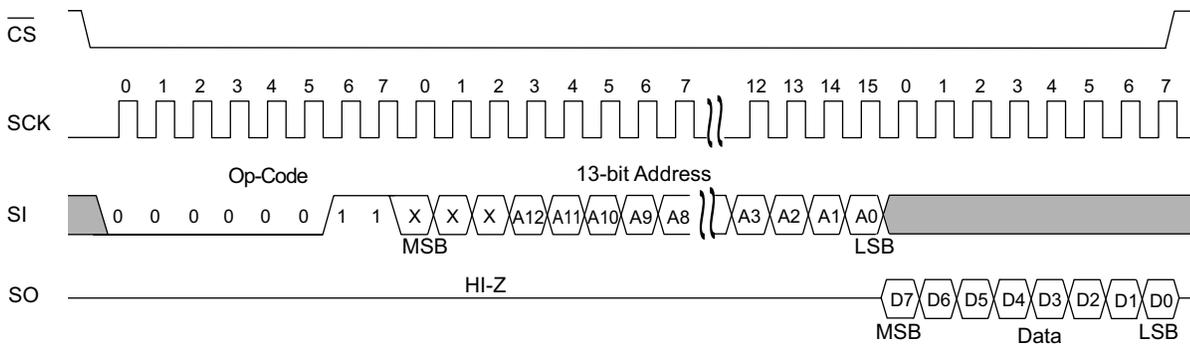 CS
0 1 2 3 4 5 6 7 0 1 2 3 4 5 6 7 12 13 14 15 0 1 2 3 4 5 6 7
SCK
Op-Code 13-bit Address
SI 0 0 0 0 0 0 1 1 X X X A12 A11 A10 A9 A8 A3 A2 A1 A0
MSB LSB
HI-Z
SO D7 D6 D5 D4 D3 D2 D1 D0
MSB Data LSB